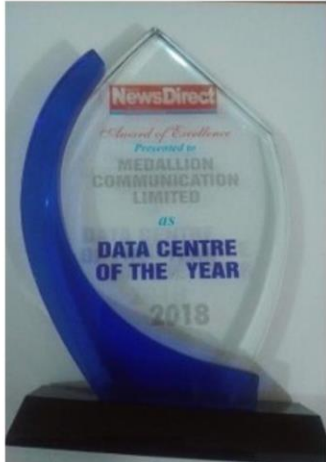 NewsDirect
Award of Excellence
Presented to
MEDALLION
COMMUNICATION
LIMITED
as
DATA CENTRE
OF THE YEAR
2018